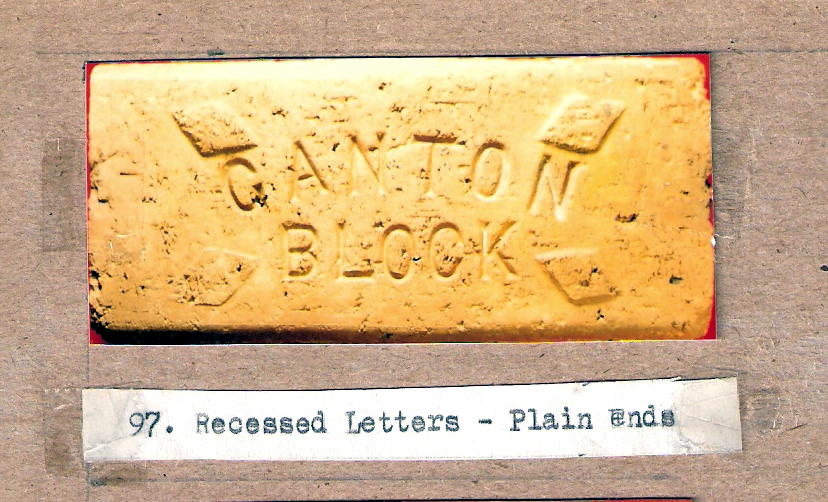 CANTON
BLOCK
97. Recessed Letters - Plain Ends